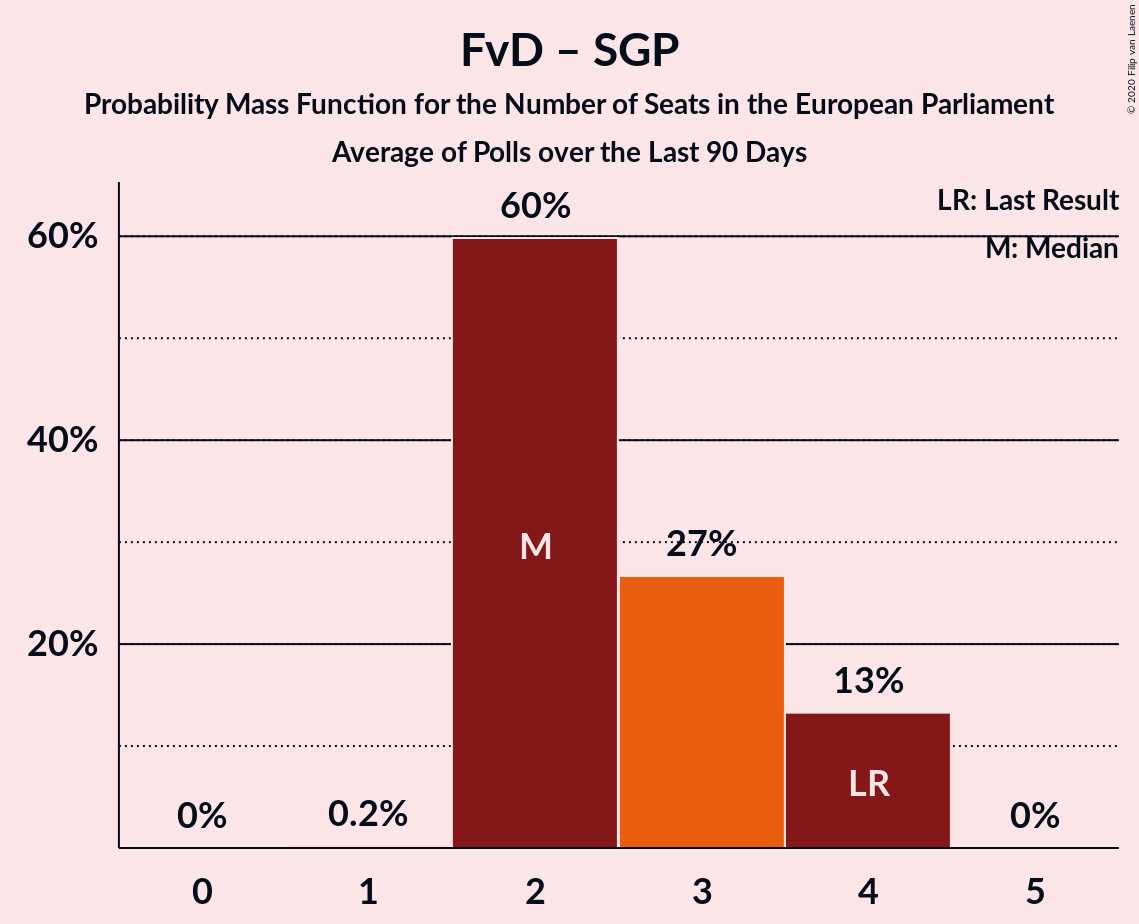 FvD – SGP
Probability Mass Function for the Number of Seats in the European Parliament
Average of Polls over the Last 90 Days
© 2020 Filip van Laenen
LR: Last Result
M: Median
60%
40%
20%
0%
0.2%
60%
M
27%
13%
LR
0%
0 1 2 3 4 5